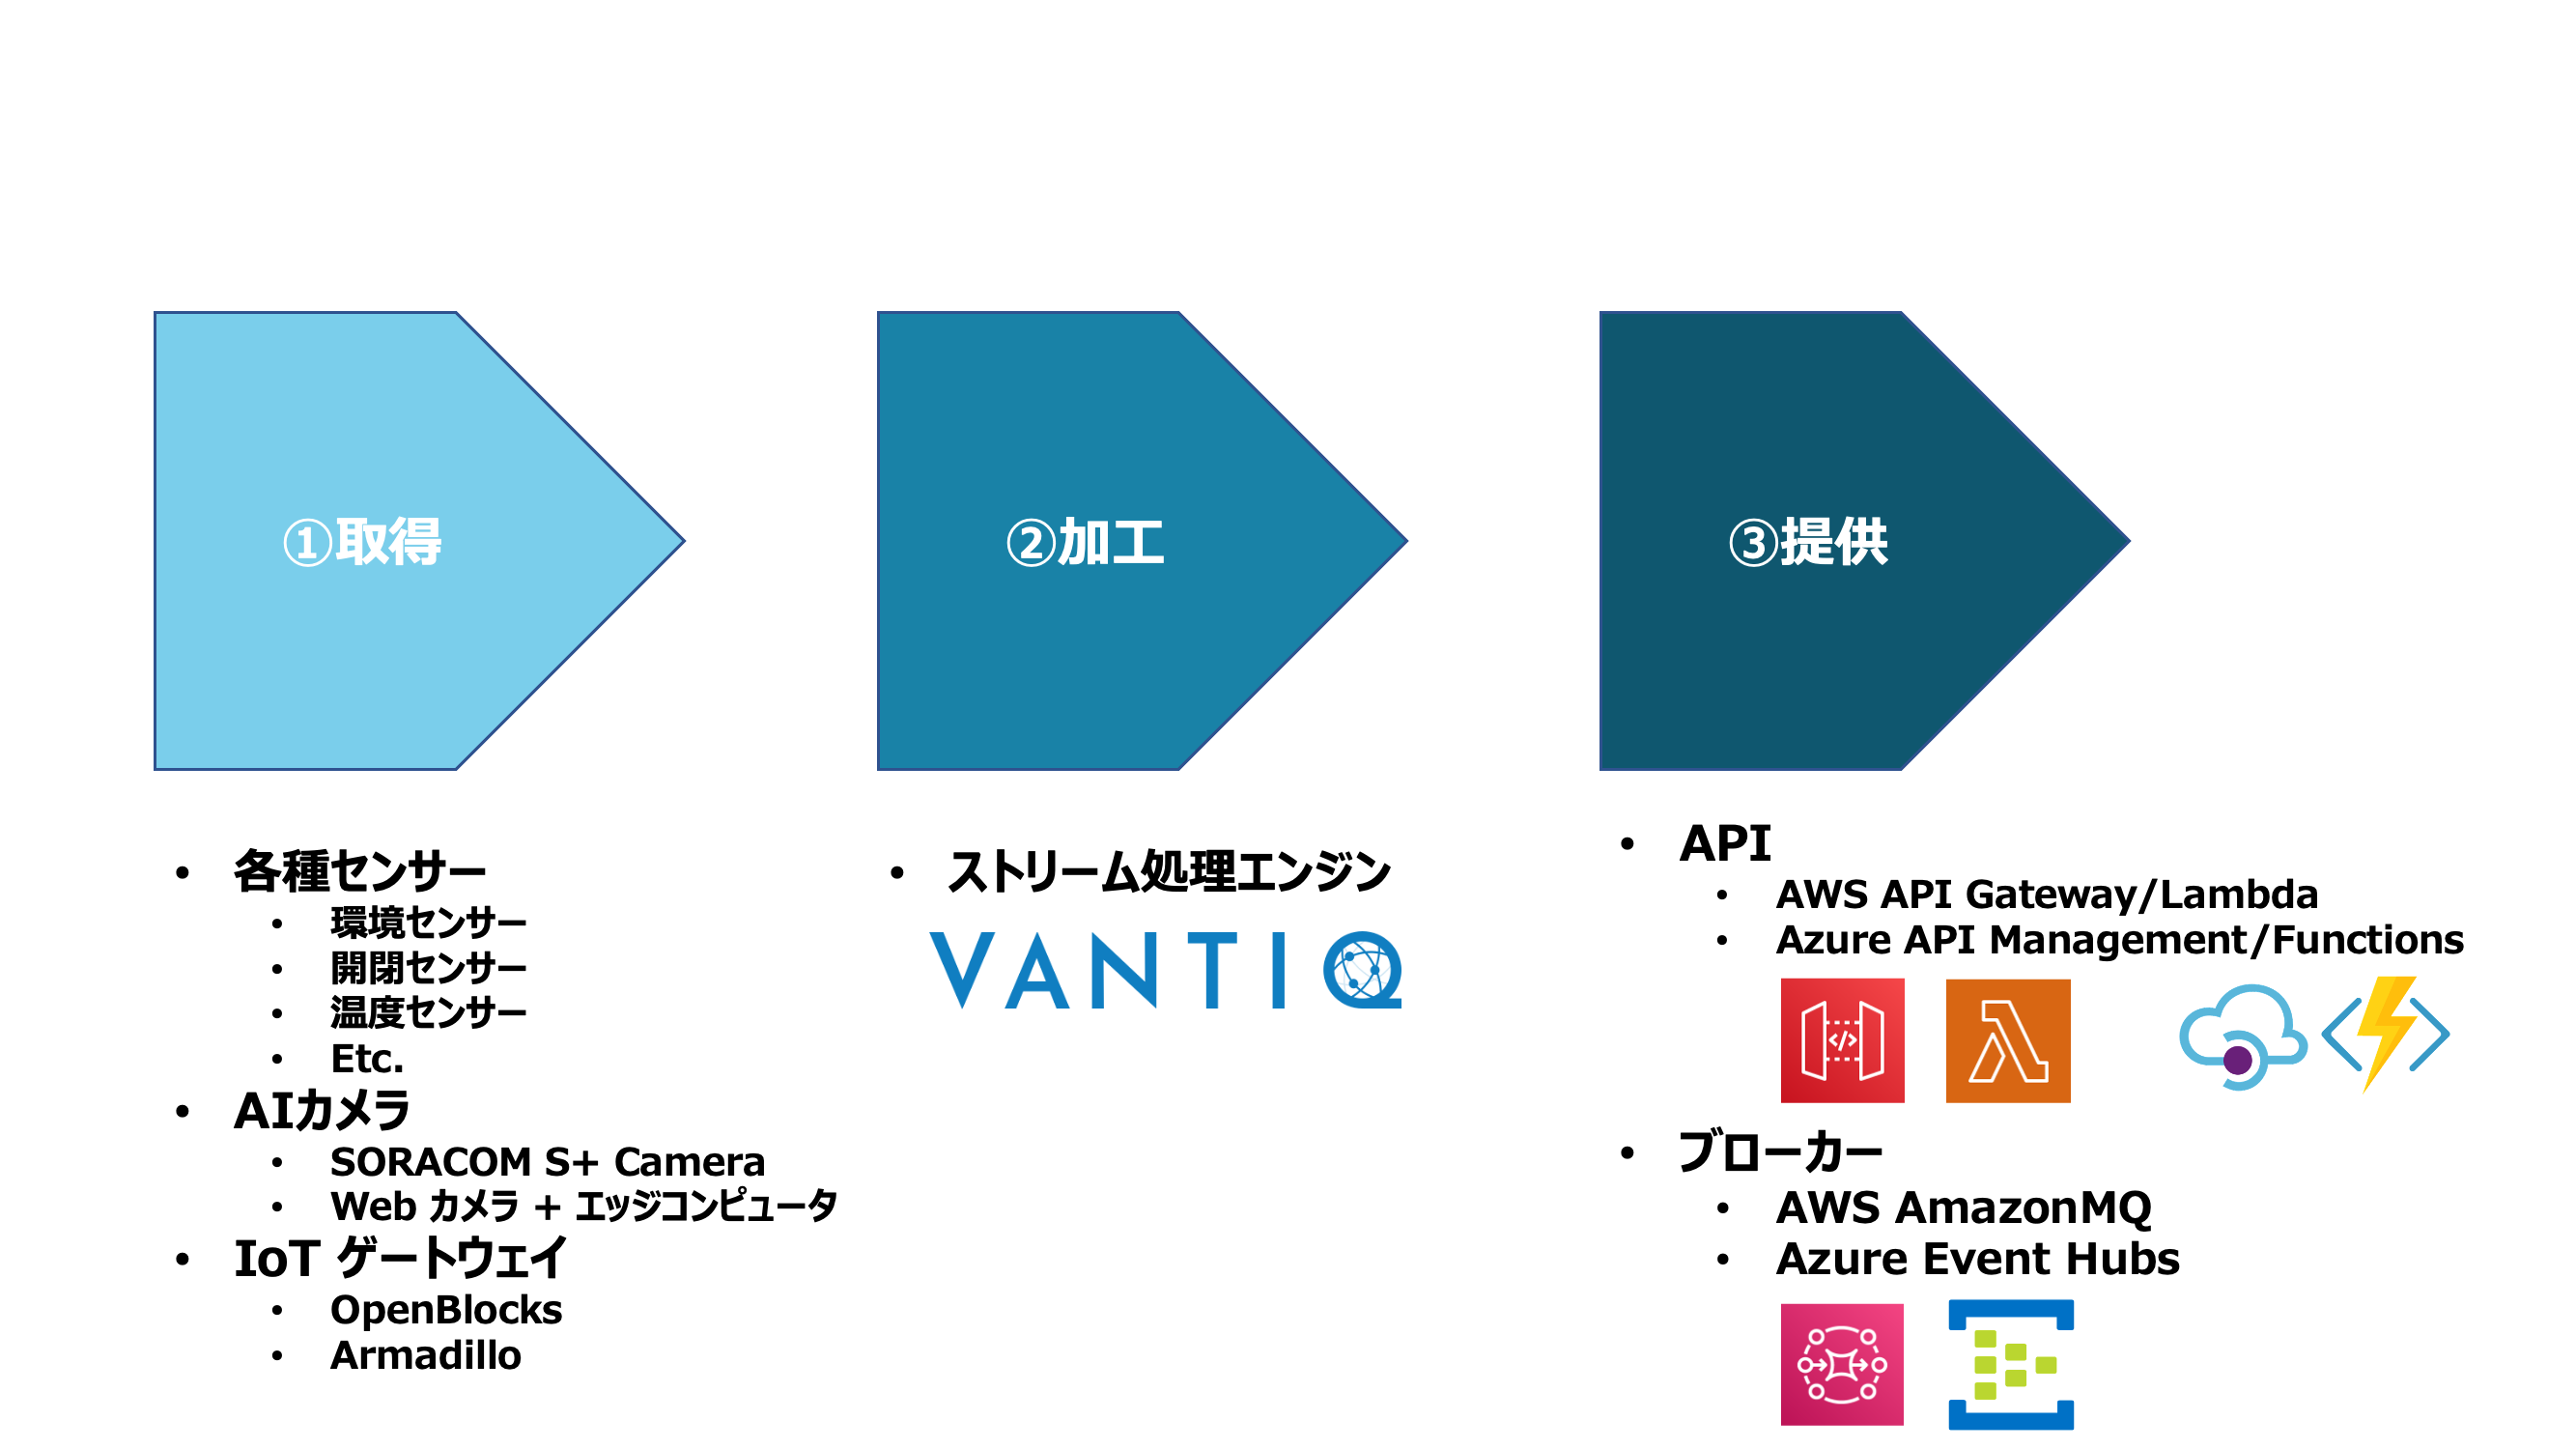 ①取得
②加工
③提供
• 各種センサー
• 環境センサー
• 開閉センサー
• 温度センサー
• Etc.
• AIカメラ
• SORACOM S+ Camera
• Web カメラ + エッジコンピュータ
• IoT ゲートウェイ
• OpenBlocks
• Armadillo
• ストリーム処理エンジン
VANTIQ
• API
• AWS API Gateway/Lambda
• Azure API Management/Functions
• ブローカー
• AWS AmazonMQ
• Azure Event Hubs